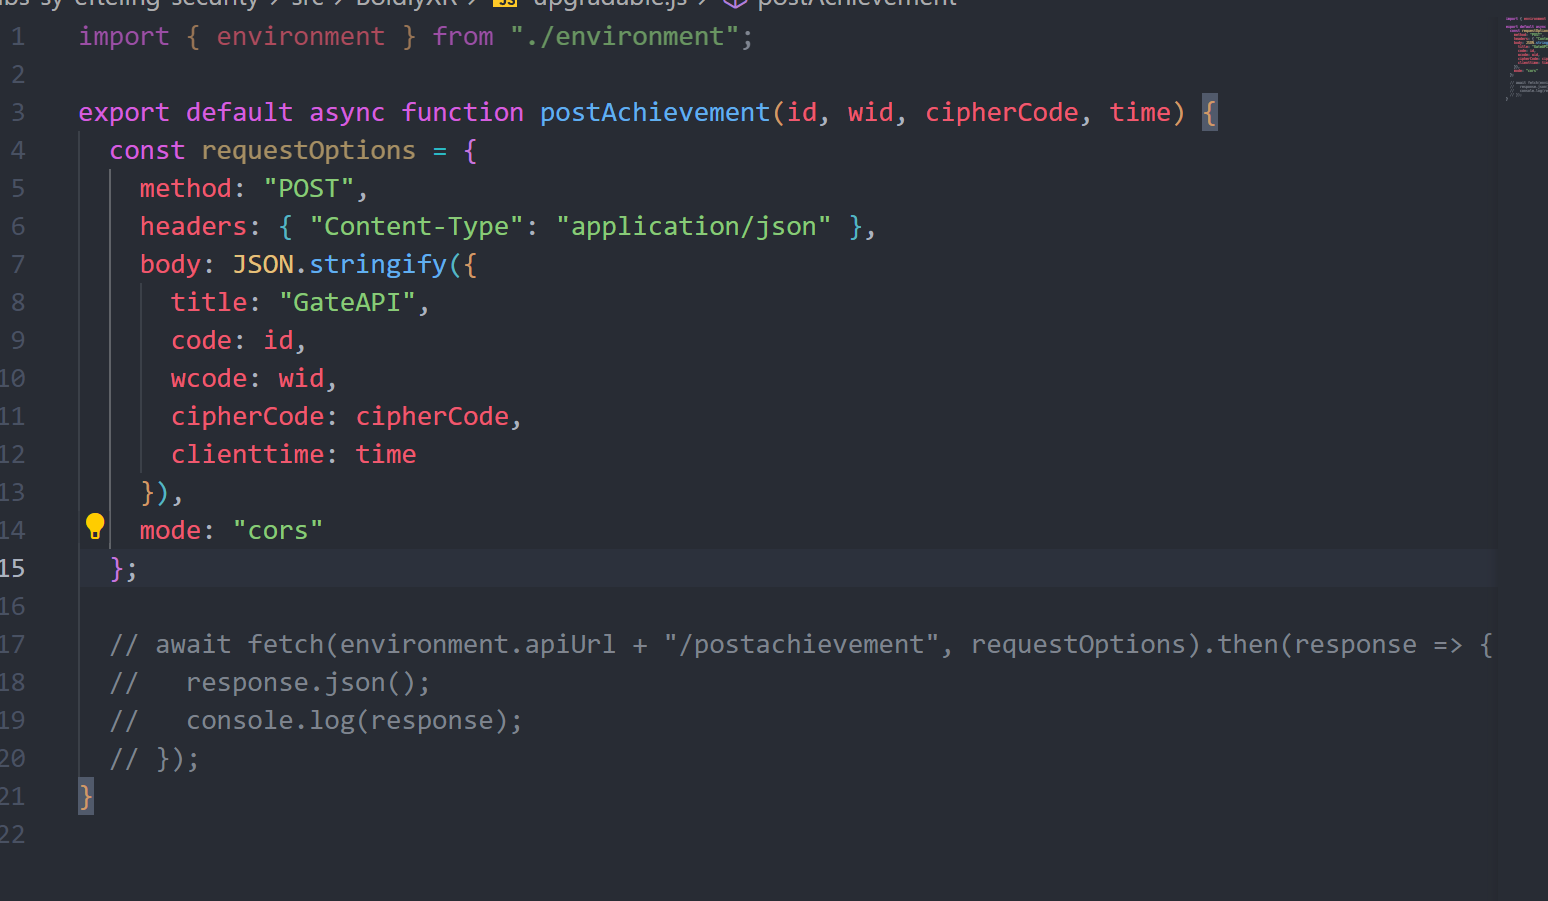 src > BoldlyXR > JS upgradable.js > postAchievement
1 import { environment } from "./environment";
2
3 export default async function postAchievement(id, wid, cipherCode, time) {
4   const requestOptions = {
5     method: "POST",
6     headers: { "Content-Type": "application/json" },
7     body: JSON.stringify({
8       title: "GateAPI",
9       code: id,
10       wcode: wid,
11       cipherCode: cipherCode,
12       clienttime: time
13     }),
14     mode: "cors"
15   };
16
17   // await fetch(environment.apiUrl + "/postachievement", requestOptions).then(response => {
18   //   response.json();
19   //   console.log(response);
20   // });
21 }
22